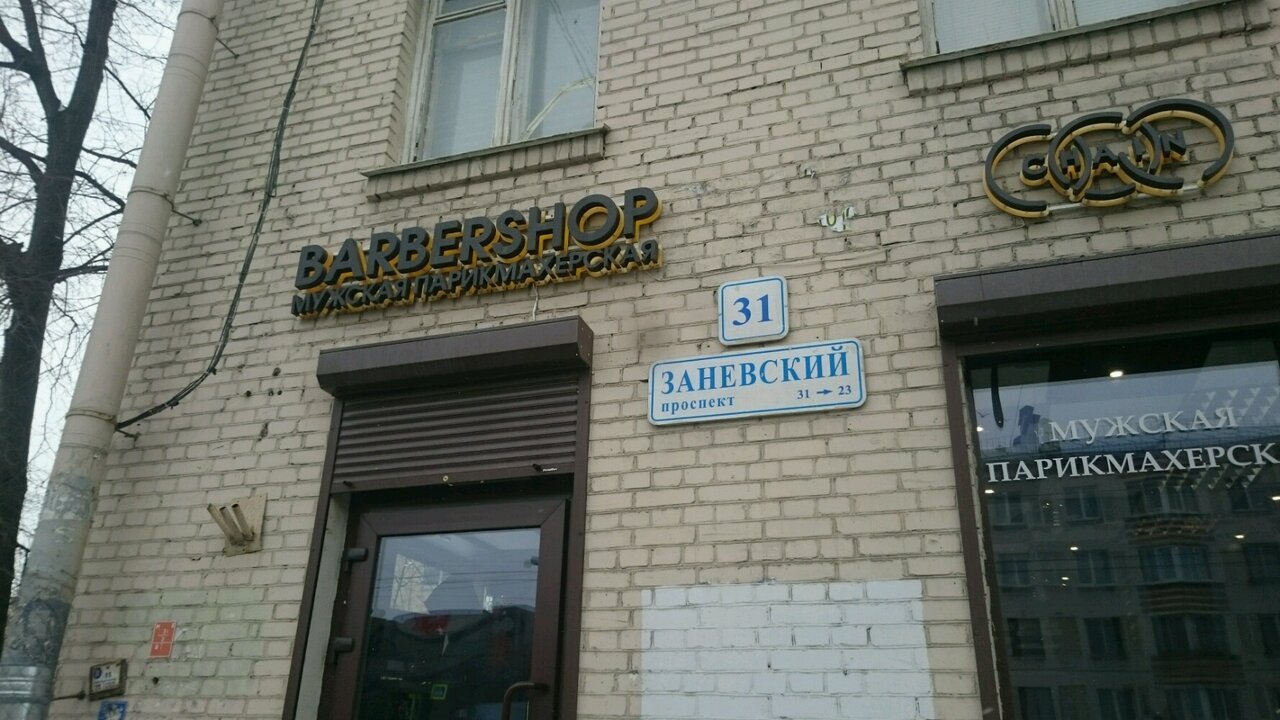 BARBERSHOP
МУЖСКАЯ ПАРИКМАХЕРСКАЯ
CHAIN
31
ЗАНЕВСКИЙ
проспект 31 → 23
МУЖСКАЯ
ПАРИКМАХЕРСК